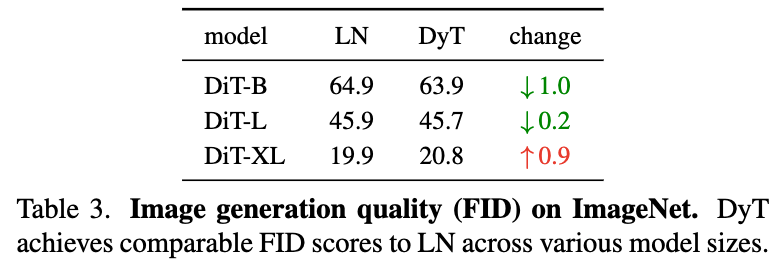 model LN DyT change
DiT-B 64.9 63.9 ↓1.0
DiT-L 45.9 45.7 ↓0.2
DiT-XL 19.9 20.8 ↑0.9
Table 3. Image generation quality (FID) on ImageNet. DyT
achieves comparable FID scores to LN across various model sizes.